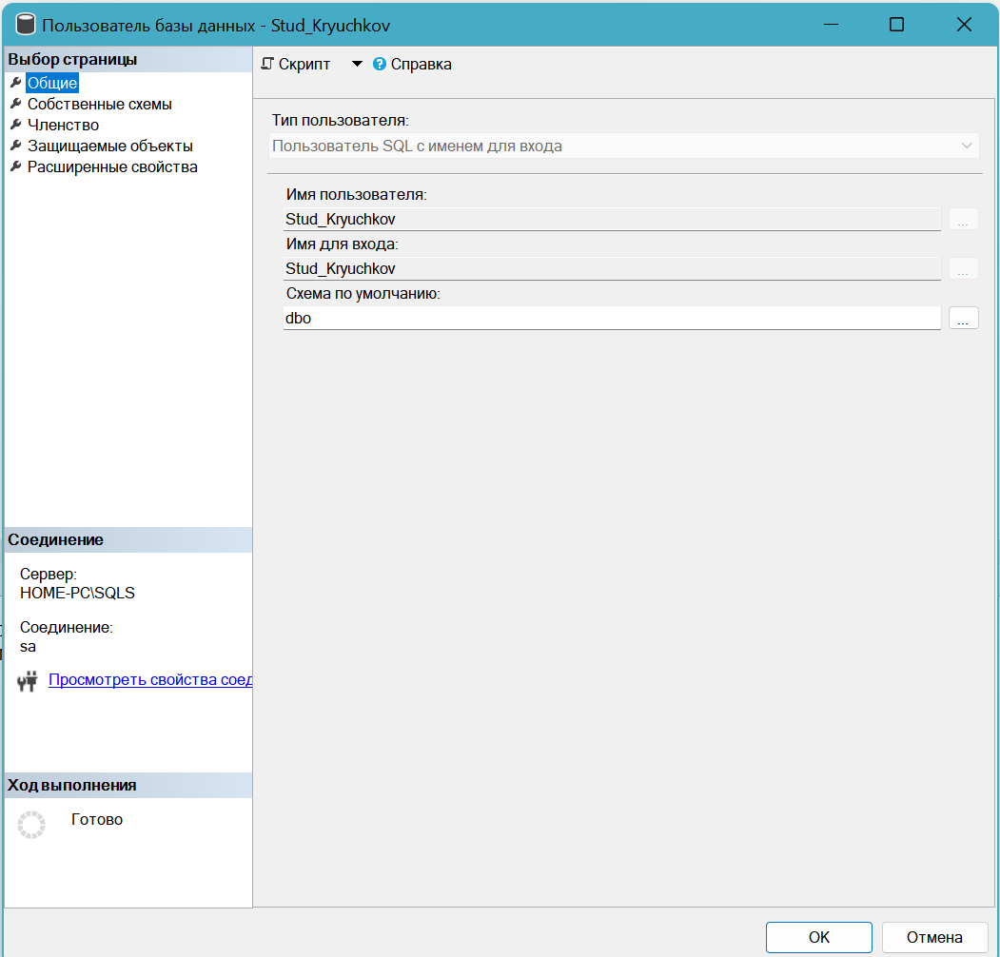 Пользователь базы данных - Stud_Kryuchkov
Выбор страницы
Общие
Собственные схемы
Членство
Защищаемые объекты
Расширенные свойства
Скрипт
Справка
Тип пользователя:
Пользователь SQL с именем для входа
Имя пользователя:
Stud_Kryuchkov
...
Имя для входа:
Stud_Kryuchkov
...
Схема по умолчанию:
dbo
...
Соединение
Сервер:
HOME-PC\SQLS
Соединение:
sa
Просмотреть свойства соед
Ход выполнения
Готово
OK
Отмена